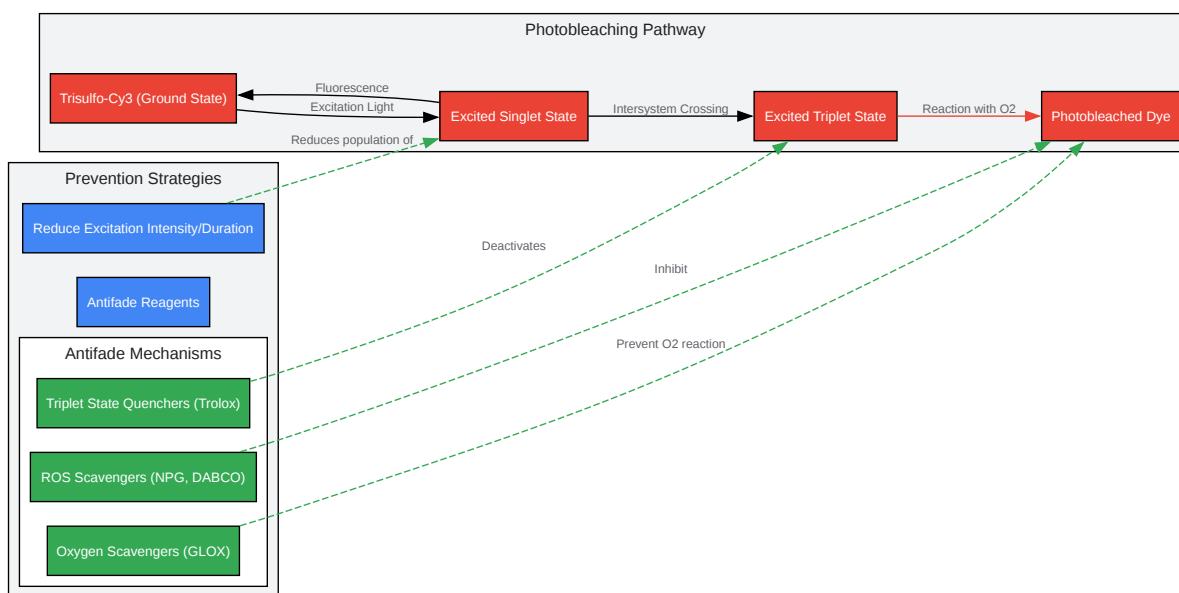 Photobleaching Pathway
Trisulfo-Cy3 (Ground State)
Fluorescence
Excitation Light
Excited Singlet State
Intersystem Crossing
Excited Triplet State
Reaction with O2
Photobleached Dye
Reduces population of
Prevention Strategies
Reduce Excitation Intensity/Duration
Deactivates
Inhibit
Antifade Reagents
Prevent O2 reaction
Antifade Mechanisms
Triplet State Quenchers (Trolox)
ROS Scavengers (NPG, DABCO)
Oxygen Scavengers (GLOX)